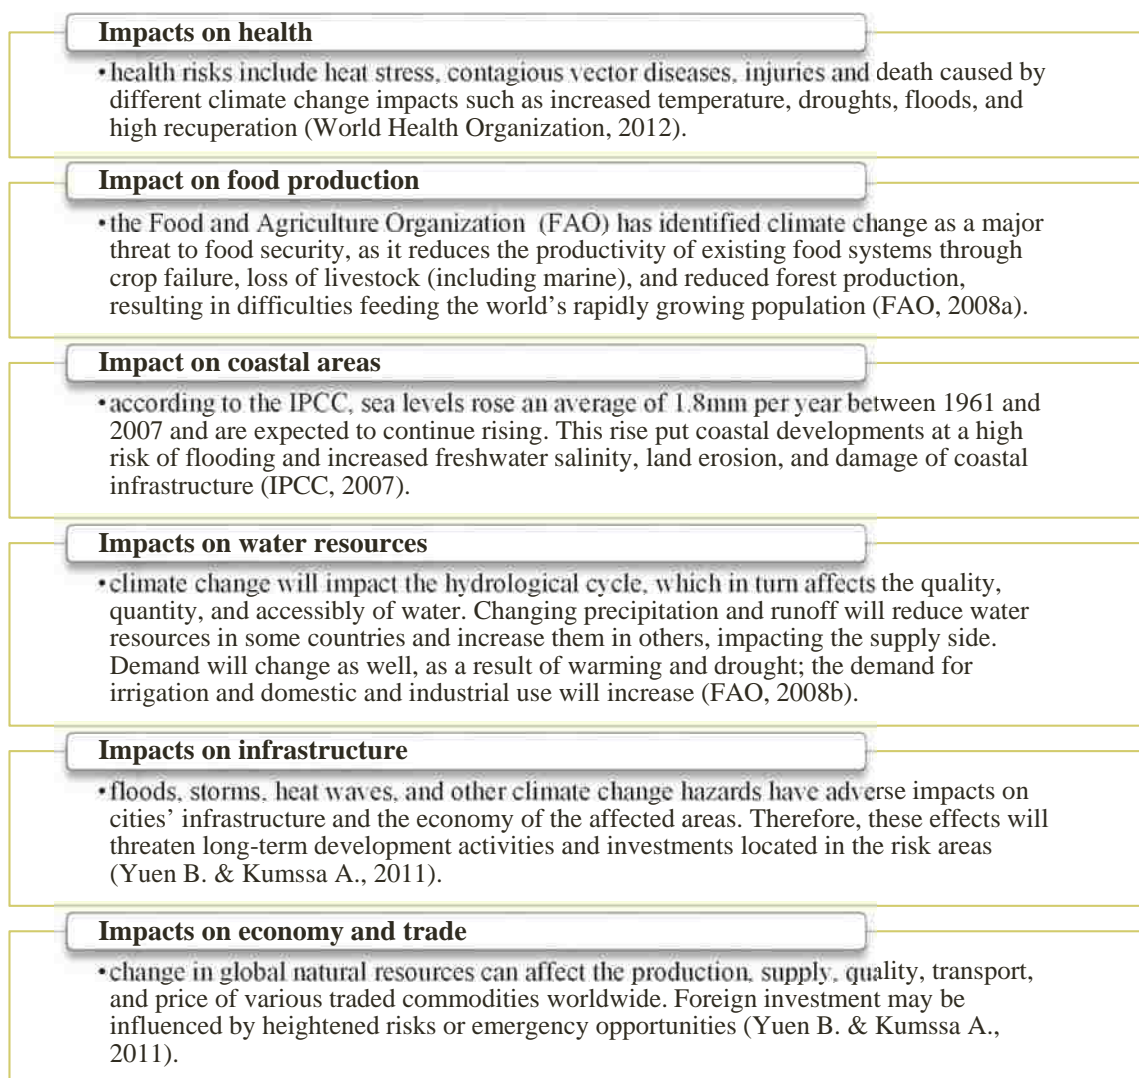 Impacts on health
•health risks include heat stress, contagious vector diseases, injuries and death caused by
different climate change impacts such as increased temperature, droughts, floods, and
high recuperation (World Health Organization, 2012).
Impact on food production
•the Food and Agriculture Organization (FAO) has identified climate change as a major
threat to food security, as it reduces the productivity of existing food systems through
crop failure, loss of livestock (including marine), and reduced forest production,
resulting in difficulties feeding the world's rapidly growing population (FAO, 2008a).
Impact on coastal areas
•according to the IPCC, sea levels rose an average of 1.8mm per year between 1961 and
2007 and are expected to continue rising. This rise put coastal developments at a high
risk of flooding and increased freshwater salinity, land erosion, and damage of coastal
infrastructure (IPCC, 2007).
Impacts on water resources
•climate change will impact the hydrological cycle, which in turn affects the quality,
quantity, and accessibly of water. Changing precipitation and runoff will reduce water
resources in some countries and increase them in others, impacting the supply side.
Demand will change as well, as a result of warming and drought; the demand for
irrigation and domestic and industrial use will increase (FAO, 2008b).
Impacts on infrastructure
•floods, storms, heat waves, and other climate change hazards have adverse impacts on
cities' infrastructure and the economy of the affected areas. Therefore, these effects will
threaten long-term development activities and investments located in the risk areas
(Yuen B. & Kumssa A., 2011).
Impacts on economy and trade
•change in global natural resources can affect the production, supply, quality, transport,
and price of various traded commodities worldwide. Foreign investment may be
influenced by heightened risks or emergency opportunities (Yuen B. & Kumssa A.,
2011).